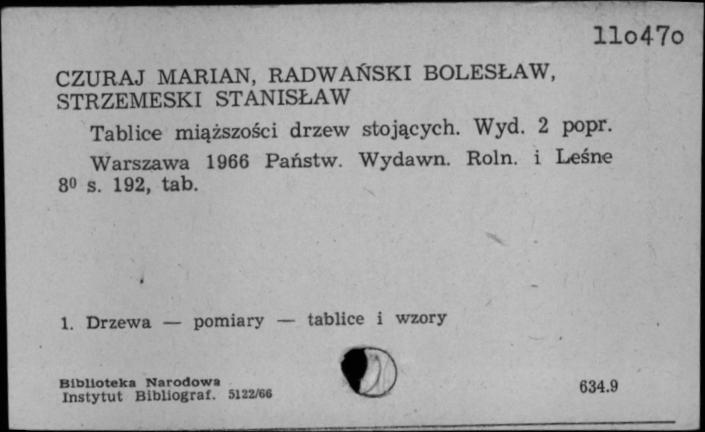 11o47o
CZURAJ MARIAN, RADWAŃSKI BOLESŁAW,
STRZEMESKI STANISŁAW
Tablice miąższości drzew stojących. Wyd. 2 popr.
Warszawa 1966 Państw. Wydawn. Roln. i Leśne
8⁰ s. 192, tab.
1. Drzewa — pomiary — tablice i wzory
Biblioteka Narodowa
Instytut Bibliograf. 5122/66
634.9